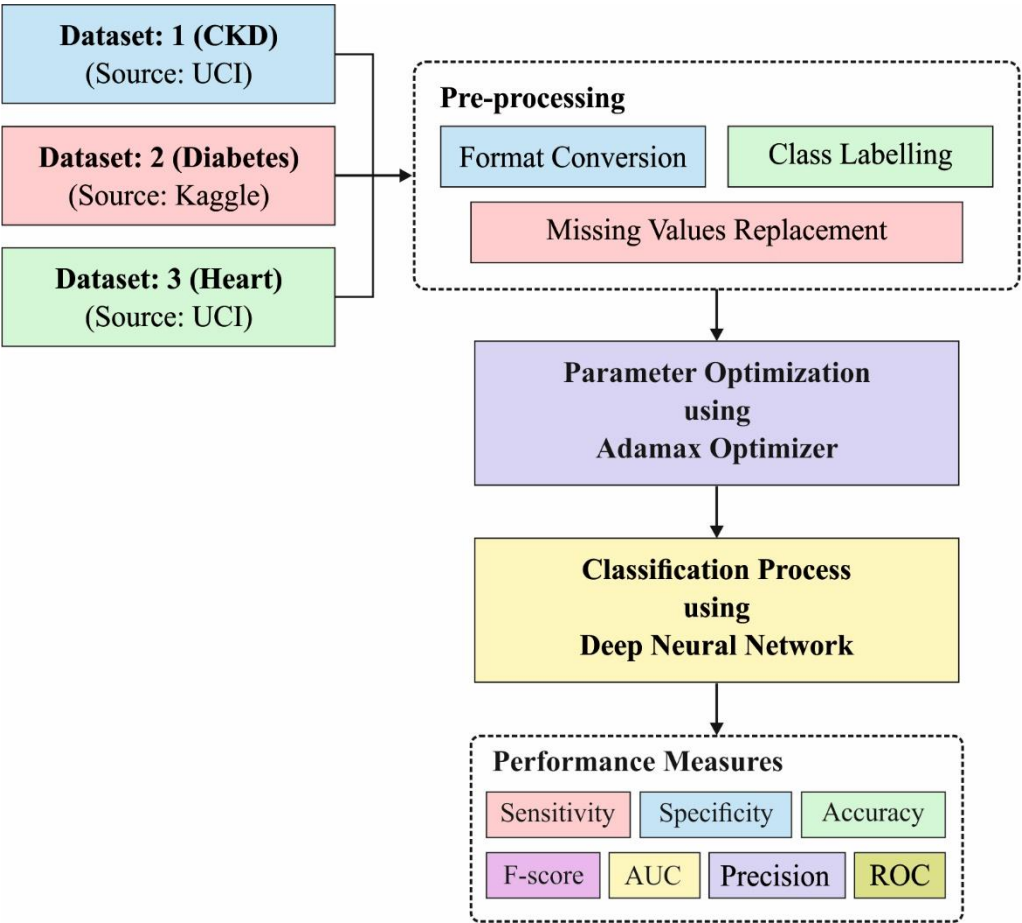 Dataset: 1 (CKD)
(Source: UCI)
Dataset: 2 (Diabetes)
(Source: Kaggle)
Dataset: 3 (Heart)
(Source: UCI)
Pre-processing
Format Conversion
Class Labelling
Missing Values Replacement
Parameter Optimization
using
Adamax Optimizer
Classification Process
using
Deep Neural Network
Performance Measures
Sensitivity
Specificity
Accuracy
F-score
AUC
Precision
ROC